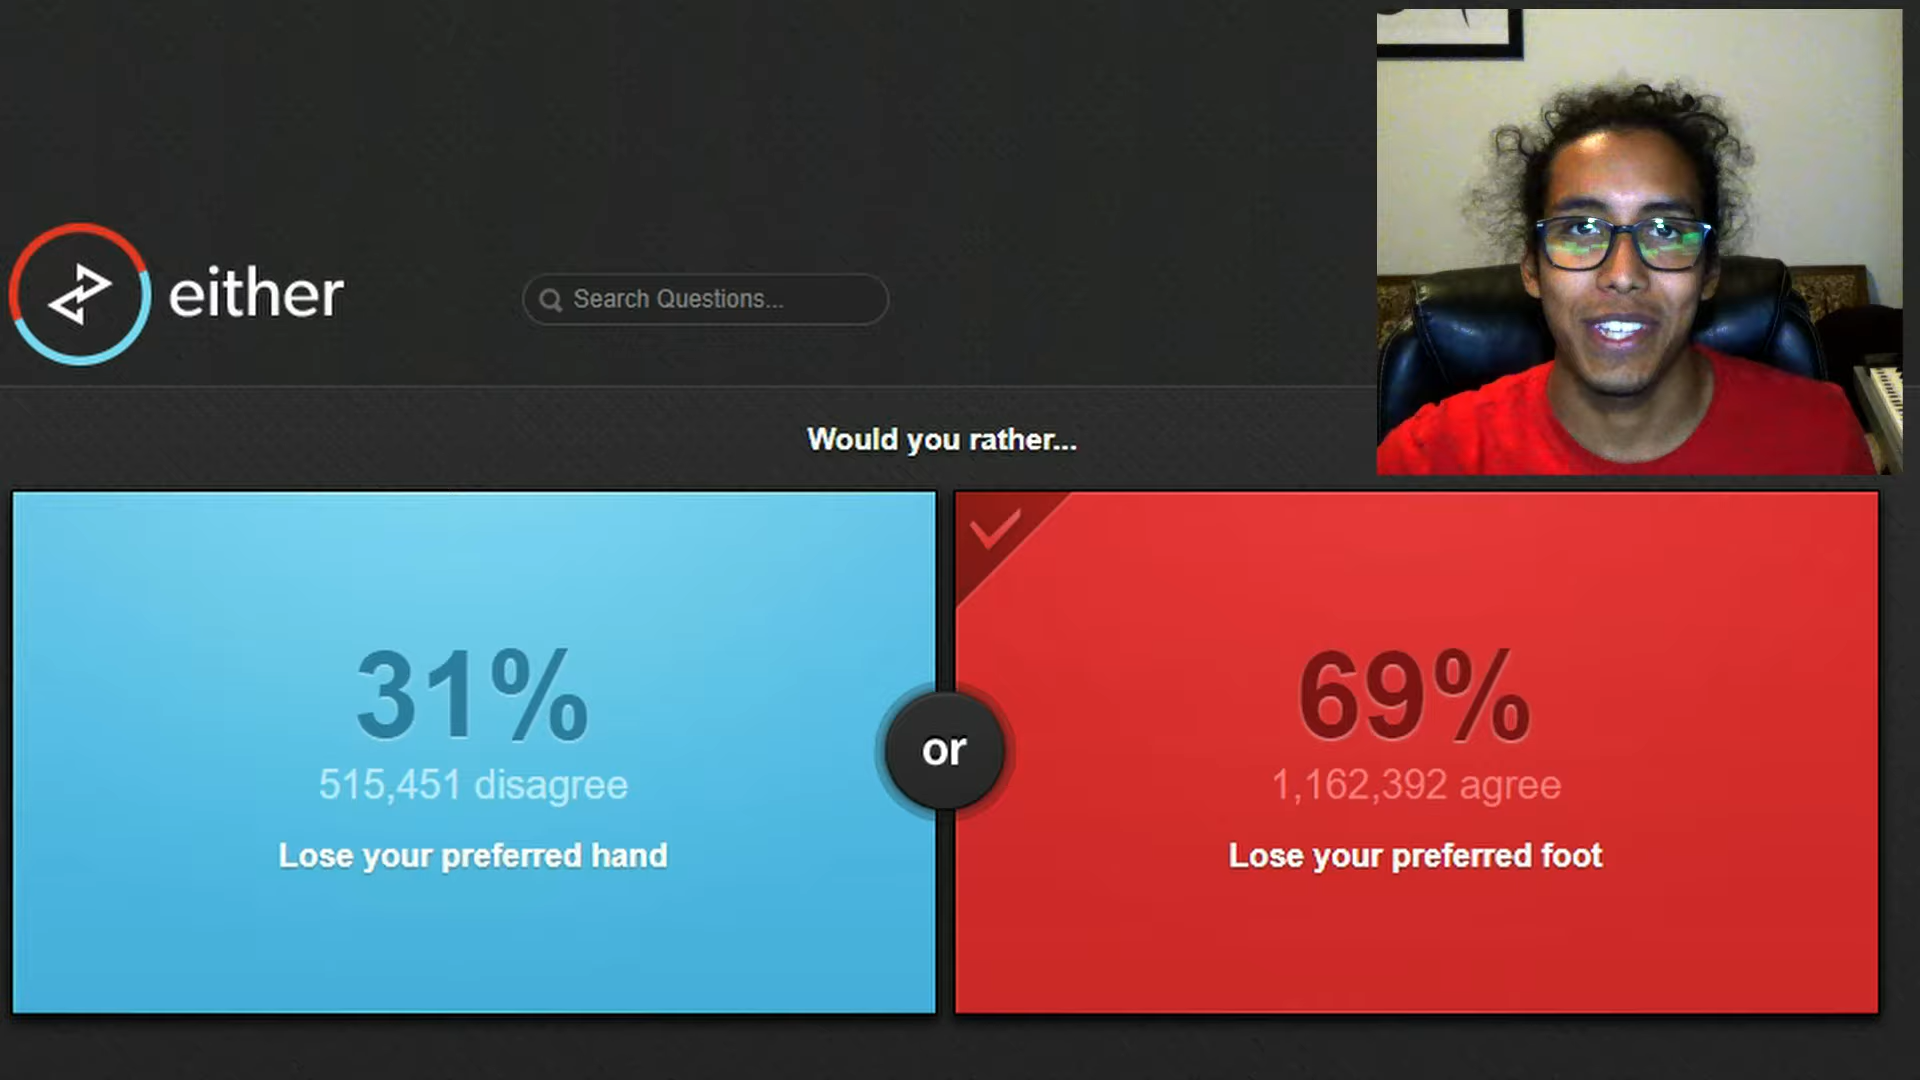 either
Search Questions...
Would you rather...
31%
515,451 disagree
Lose your preferred hand
or
69%
1,162,392 agree
Lose your preferred foot